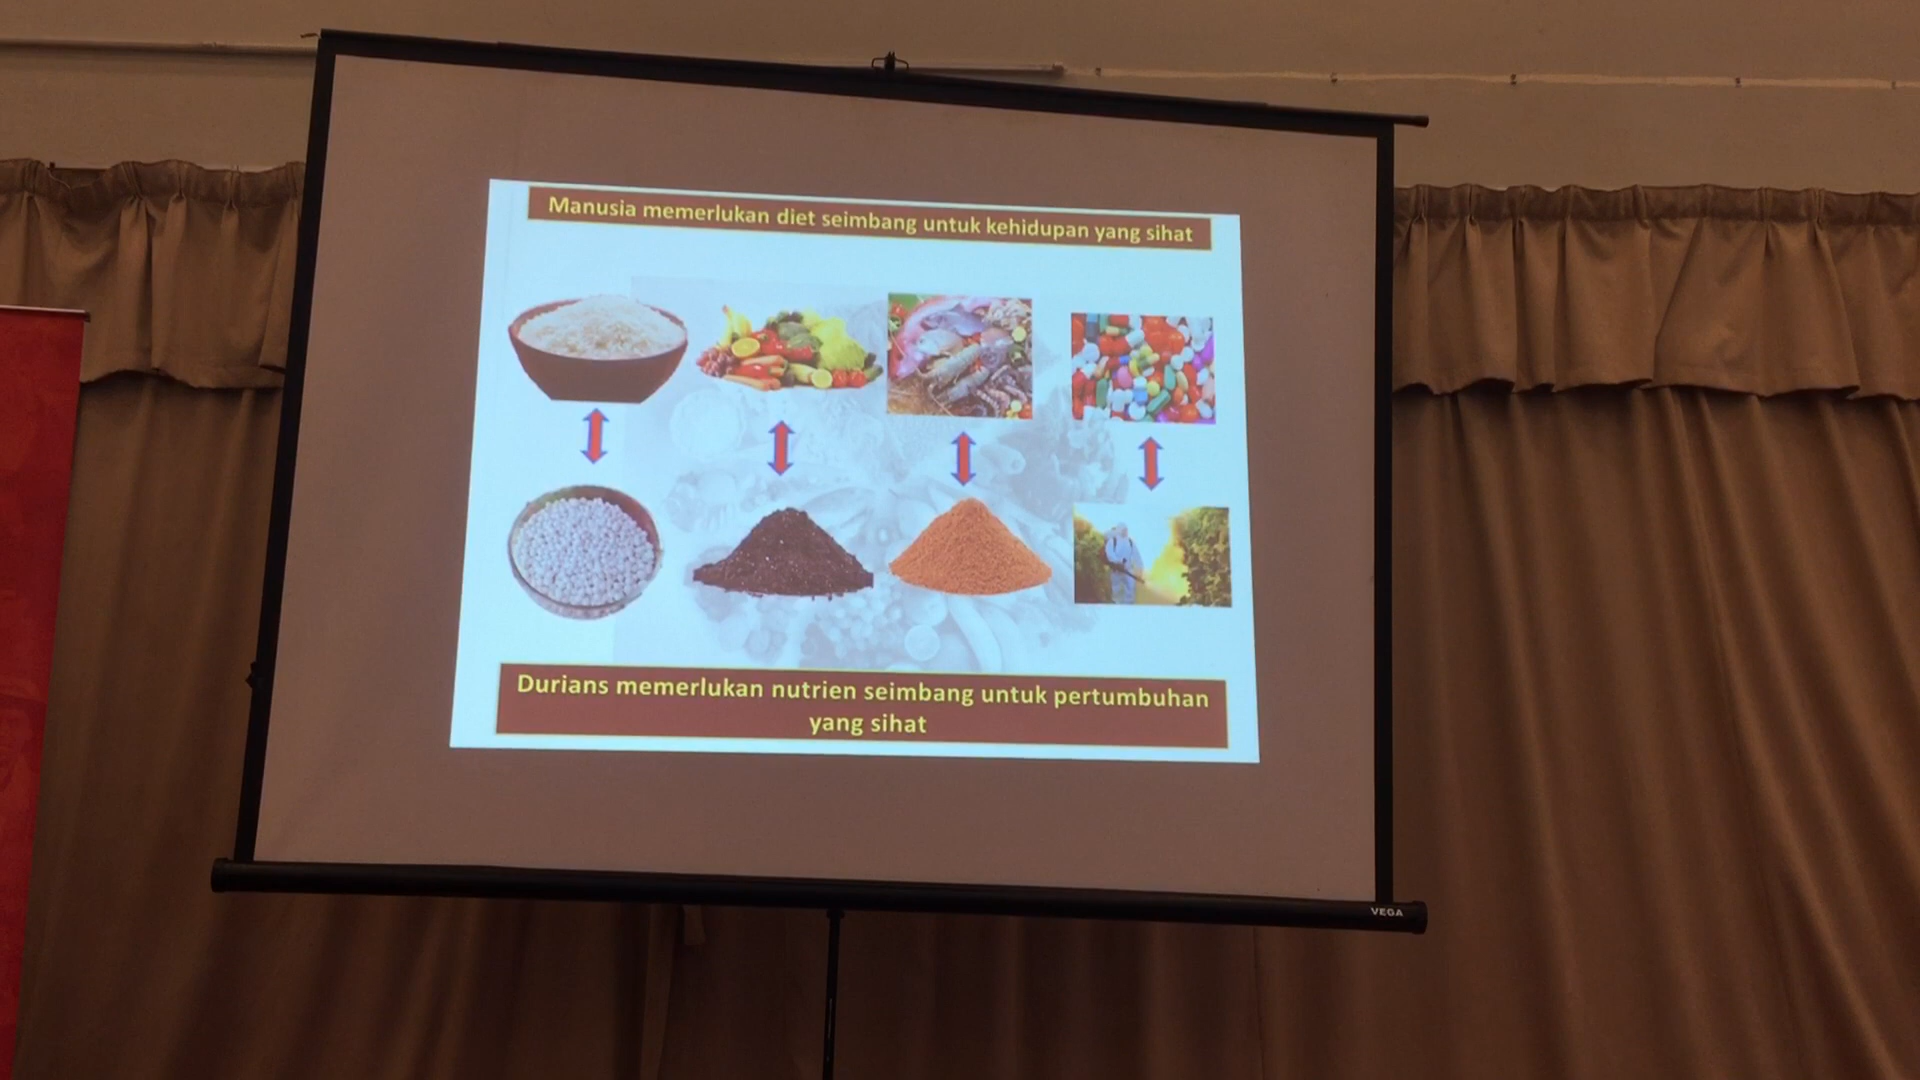 Manusia memerlukan diet seimbang untuk kehidupan yang sihat
Durians memerlukan nutrien seimbang untuk pertumbuhan
yang sihat
VEGA